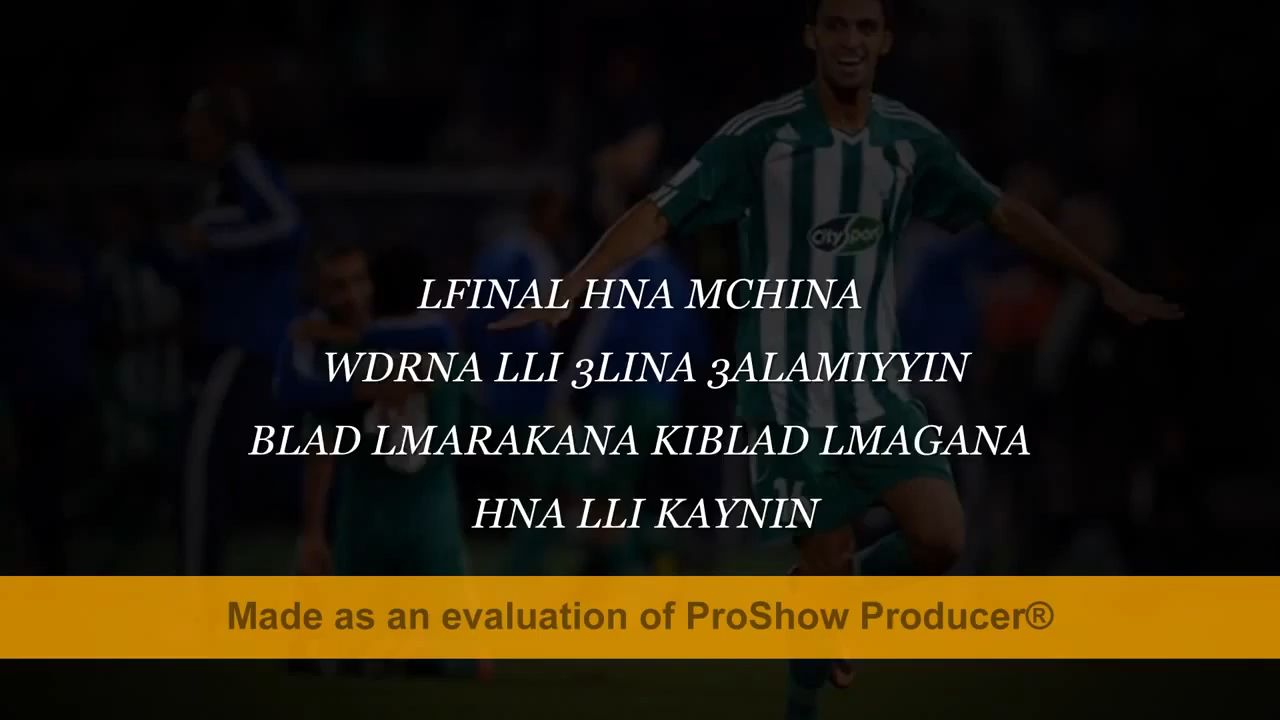 CitySport
LFINAL HNA MCHINA
WDRNA LLI 3LINA 3ALAMIYYIN
BLAD LMARAKANA KIBLAD LMAGANA
HNA LLI KAYNIN
Made as an evaluation of ProShow Producer®